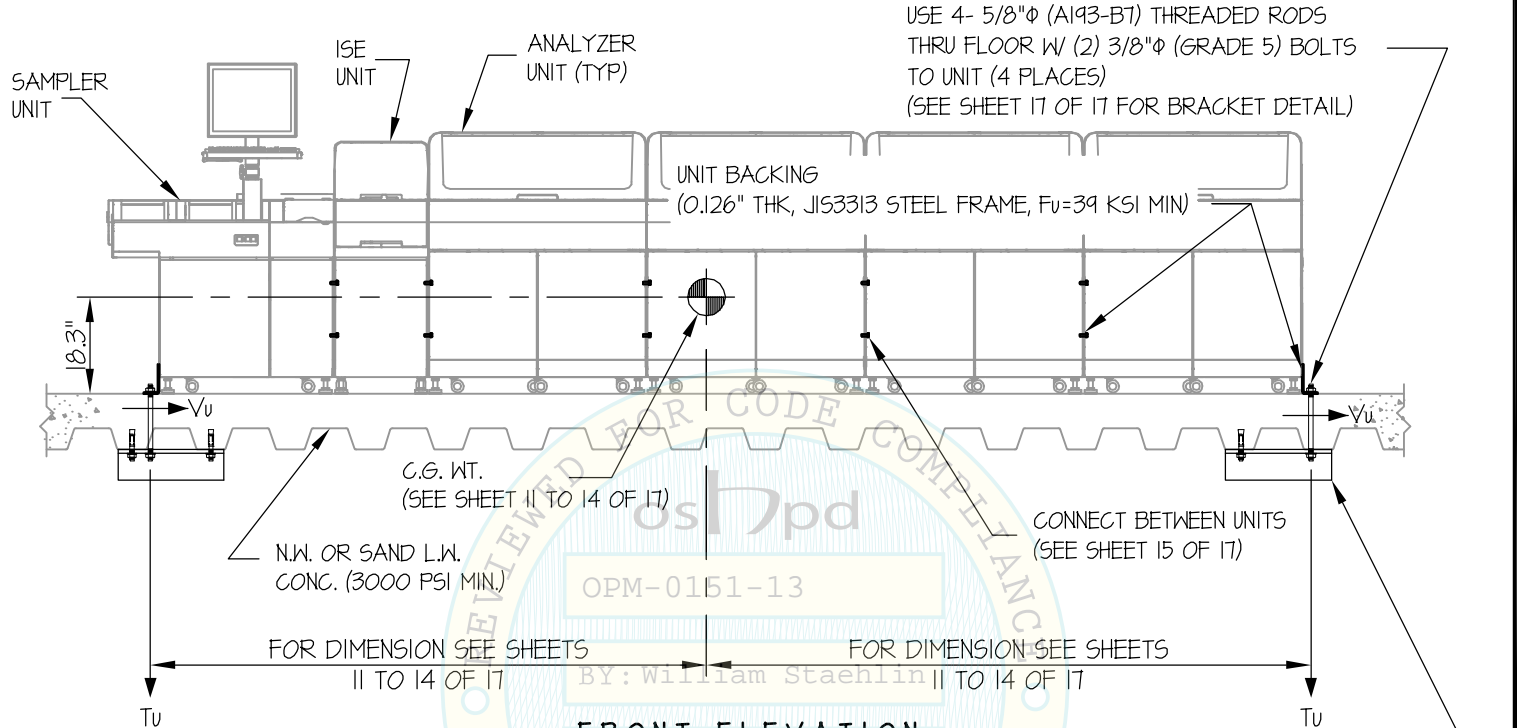 USE 4- 5/8"Φ (A193-B7) THREADED RODS
THRU FLOOR W/ (2) 3/8"Φ (GRADE 5) BOLTS
TO UNIT (4 PLACES)
(SEE SHEET 17 OF 17 FOR BRACKET DETAIL)
ISE
UNIT
ANALYZER
UNIT (TYP)
SAMPLER
UNIT
UNIT BACKING
(0.126" THK, JIS3313 STEEL FRAME, Fu=39 KSI MIN)
18.3"
Vu
Vu
C.G. WT.
(SEE SHEET 11 TO 14 OF 17)
N.W. OR SAND L.W.
CONC. (3000 PSI MIN.)
CONNECT BETWEEN UNITS
(SEE SHEET 15 OF 17)
REVIEWED FOR CODE COMPLIANCE
oshpd
OPM-0151-13
BY: William Staehlin
FOR DIMENSION SEE SHEETS
11 TO 14 OF 17
FOR DIMENSION SEE SHEETS
11 TO 14 OF 17
Tu
Tu
FRONT ELEVATION